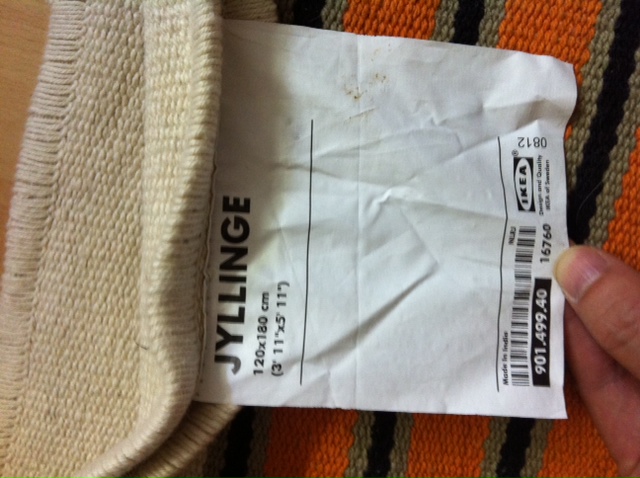 JYLLINGE
120x180 cm
(3' 11"x5' 11")
Made in India
901.499.40
16760
IKEA®
Design and Quality
IKEA of Sweden
0812